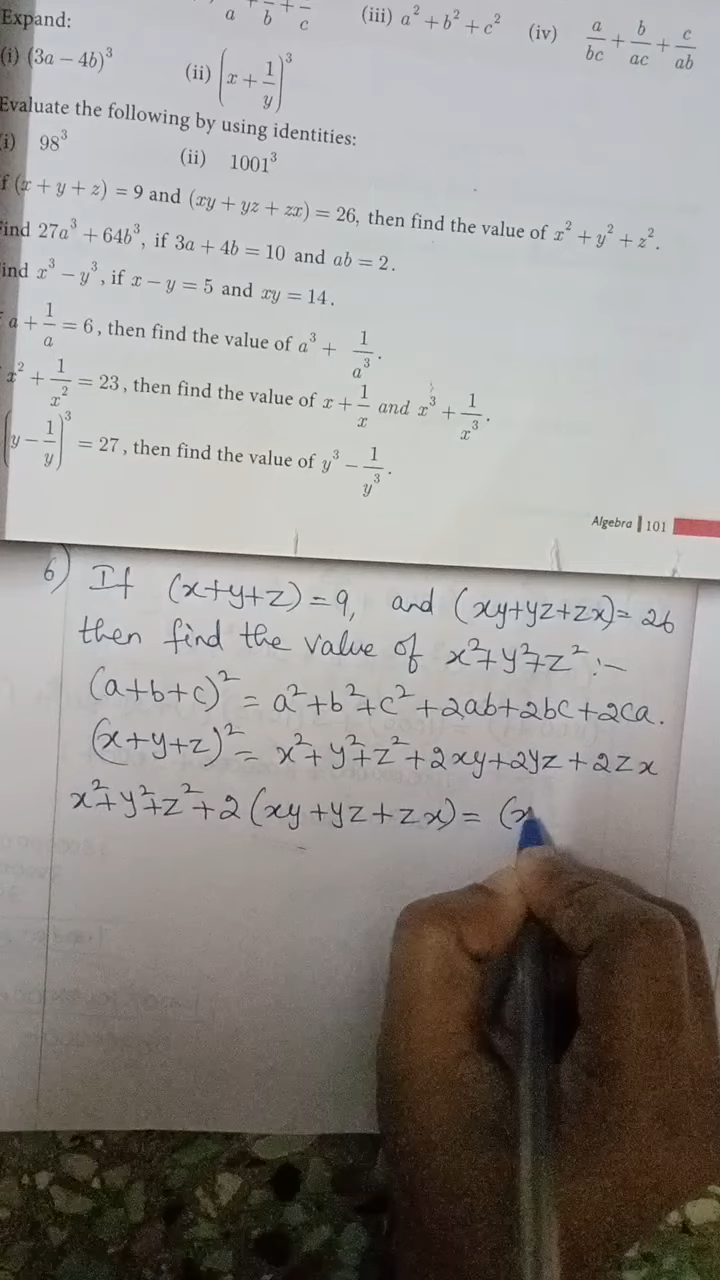 Expand:
a b + c
(iii) a² + b² + c² (iv) a/bc + b/ac + c/ab
(i) (3a − 4b)³ (ii) (x + 1/y)³
Evaluate the following by using identities:
i) 98³ (ii) 1001³
f (x + y + z) = 9 and (xy + yz + zx) = 26, then find the value of x² + y² + z².
ind 27a³ + 64b³, if 3a + 4b = 10 and ab = 2.
ind x³ − y³, if x − y = 5 and xy = 14.
a + 1/a = 6, then find the value of a³ + 1/a³.
x² + 1/x² = 23, then find the value of x + 1/x and x³ + 1/x³.
(y − 1/y)³ = 27, then find the value of y³ − 1/y³.
Algebra | 101
6) If (x+y+z)=9, and (xy+yz+zx)=26
then find the value of x²+y²+z² :–
(a+b+c)² = a²+b²+c²+2ab+2bc+2ca.
(x+y+z)² = x²+y²+z²+2xy+2yz+2zx
x²+y²+z²+2(xy+yz+zx)= (x